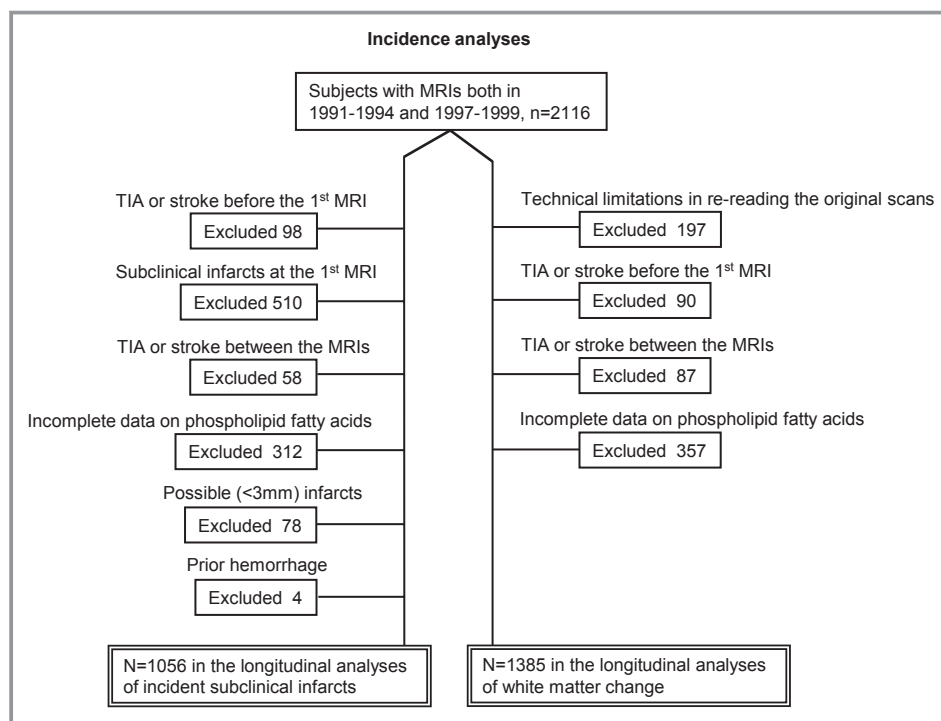 Incidence analyses
Subjects with MRIs both in
1991-1994 and 1997-1999, n=2116
TIA or stroke before the 1st MRI
Excluded 98
Subclinical infarcts at the 1st MRI
Excluded 510
TIA or stroke between the MRIs
Excluded 58
Incomplete data on phospholipid fatty acids
Excluded 312
Possible (<3mm) infarcts
Excluded 78
Prior hemorrhage
Excluded 4
N=1056 in the longitudinal analyses
of incident subclinical infarcts
Technical limitations in re-reading the original scans
Excluded 197
TIA or stroke before the 1st MRI
Excluded 90
TIA or stroke between the MRIs
Excluded 87
Incomplete data on phospholipid fatty acids
Excluded 357
N=1385 in the longitudinal analyses
of white matter change